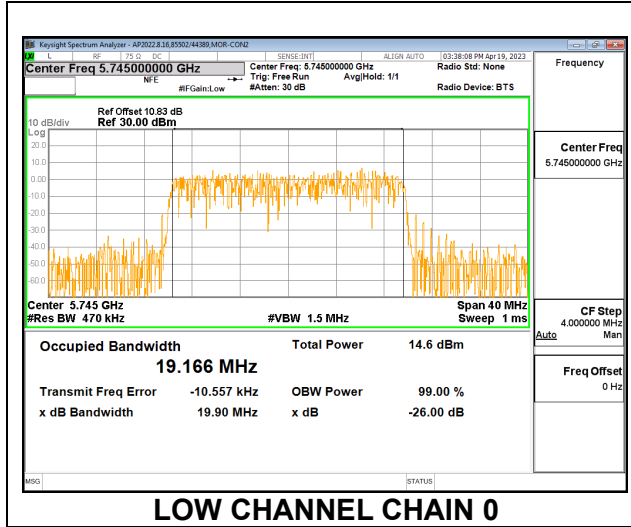 Keysight Spectrum Analyzer - AP2022.8.16,85502/44389,MOR-CON2
LXI L RF 75 Ω DC SENSE:INT ALIGN AUTO 03:38:08 PM Apr 19, 2023
Center Freq 5.745000000 GHz
NFE
#IFGain:Low
Center Freq: 5.745000000 GHz
Trig: Free Run Avg|Hold: 1/1
#Atten: 30 dB
Radio Std: None
Radio Device: BTS
Frequency
Ref Offset 10.83 dB
10 dB/div Ref 30.00 dBm
Log
20.0
10.0
0.00
-10.0
-20.0
-30.0
-40.0
-50.0
-60.0
Center 5.745 GHz Span 40 MHz
#Res BW 470 kHz #VBW 1.5 MHz Sweep 1 ms
Center Freq
5.745000000 GHz
CF Step
4.000000 MHz
Auto Man
Freq Offset
0 Hz
Occupied Bandwidth Total Power 14.6 dBm
19.166 MHz
Transmit Freq Error -10.557 kHz OBW Power 99.00 %
x dB Bandwidth 19.90 MHz x dB -26.00 dB
MSG STATUS
LOW CHANNEL CHAIN 0